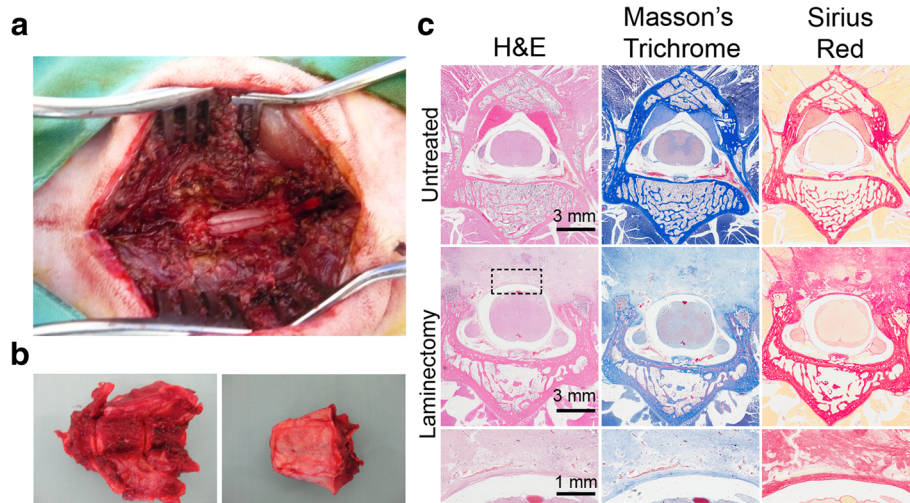 a
b
c
H&E
Masson's
Trichrome
Sirius
Red
Untreated
3 mm
Laminectomy
3 mm
1 mm